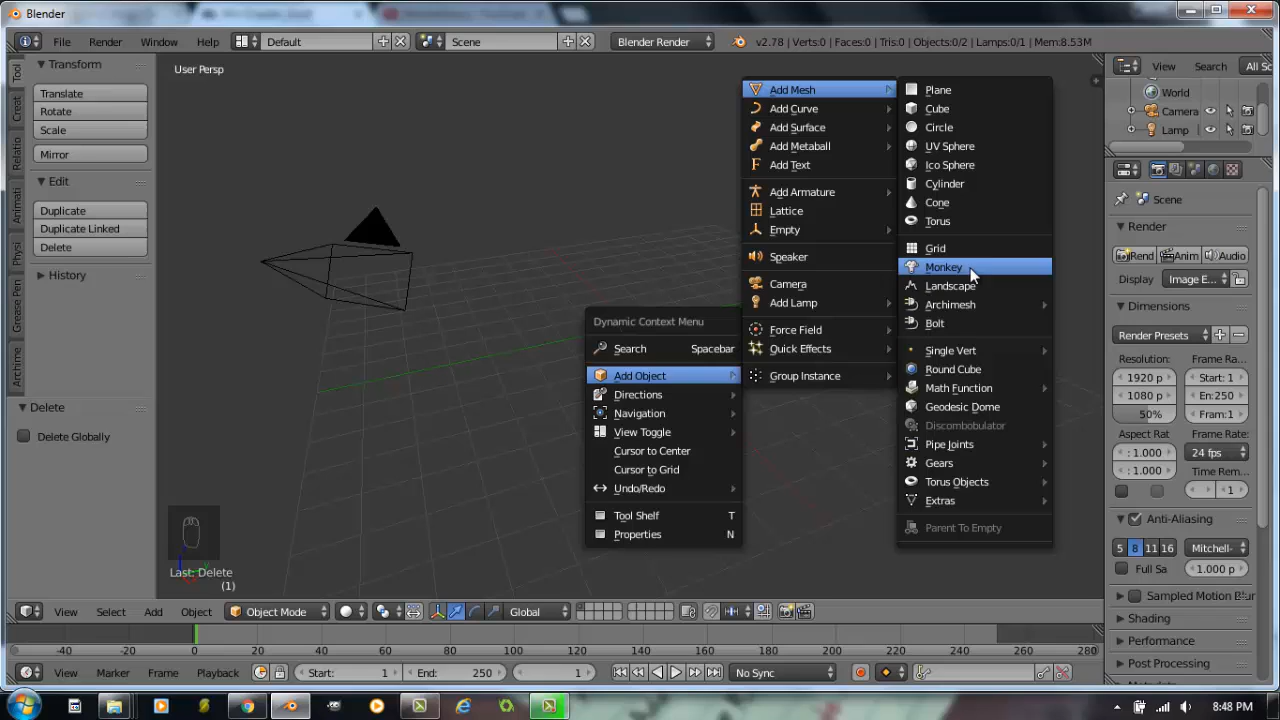 Blender
File Render Window Help Default Scene Blender Render v2.78 | Verts:0 | Faces:0 | Tris:0 | Objects:0/2 | Lamps:0/1 | Mem:8.53M
Tool
Creat
Relatio
Animati
Physi
Grease Pen
Archime
Transform
Translate
Rotate
Scale
Mirror
Edit
Duplicate
Duplicate Linked
Delete
History
Delete
Delete Globally
User Persp
Last: Delete
(1)
Dynamic Context Menu
Search Spacebar
Add Object
Directions
Navigation
View Toggle
Cursor to Center
Cursor to Grid
Undo/Redo
Tool Shelf T
Properties N
Add Mesh
Add Curve
Add Surface
Add Metaball
Add Text
Add Armature
Lattice
Empty
Speaker
Camera
Add Lamp
Force Field
Quick Effects
Group Instance
Plane
Cube
Circle
UV Sphere
Ico Sphere
Cylinder
Cone
Torus
Grid
Monkey
Landscape
Archimesh
Bolt
Single Vert
Round Cube
Math Function
Geodesic Dome
Discombobulator
Pipe Joints
Gears
Torus Objects
Extras
Parent To Empty
View Search All Sc
World
Camera
Lamp
Scene
Render
Rend Anim Audio
Display Image E...
Dimensions
Render Presets
Resolution: Frame Ra...
1920 p Start: 1
1080 p En:250
50% Fram:1
Aspect Rat Frame Rate:
: 1.000 24 fps
: 1.000 Time Rem...
Anti-Aliasing
5 8 11 16 Mitchell-
Full Sa 1.000 p
Sampled Motion Blur
Shading
Performance
Post Processing
View Select Add Object Object Mode Global
-40 -20 0 20 40 60 80 100 120 140 160 180 200 220 240 260 280
View Marker Frame Playback Start: 1 End: 250 1 No Sync
8:48 PM